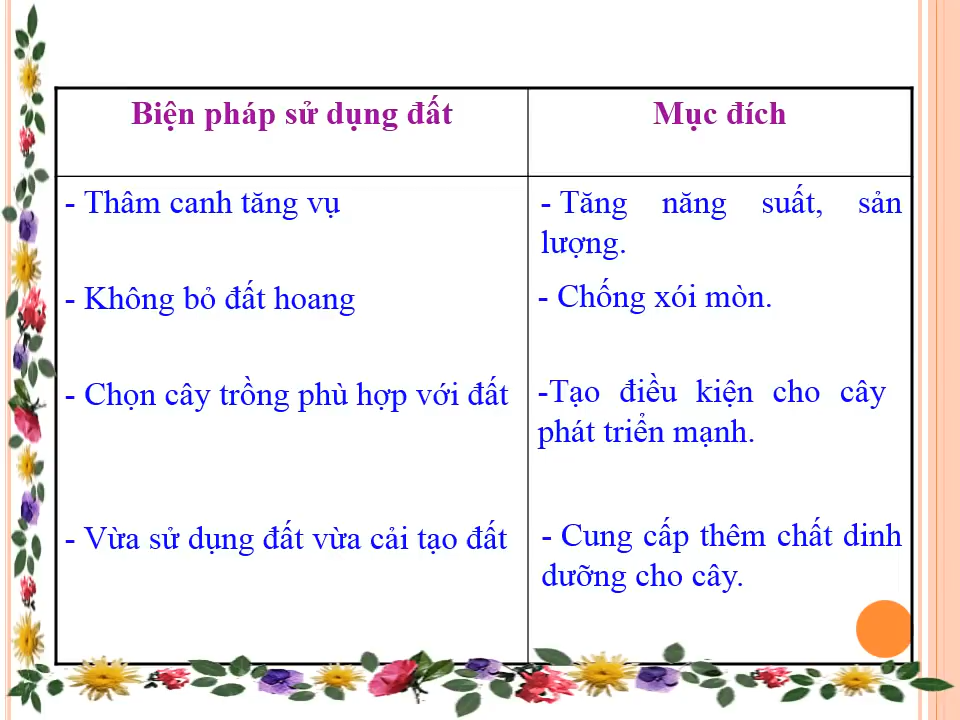 Biện pháp sử dụng đất
Mục đích
- Thâm canh tăng vụ
- Tăng năng suất, sản
lượng.
- Không bỏ đất hoang
- Chống xói mòn.
- Chọn cây trồng phù hợp với đất
-Tạo điều kiện cho cây
phát triển mạnh.
- Vừa sử dụng đất vừa cải tạo đất
- Cung cấp thêm chất dinh
dưỡng cho cây.